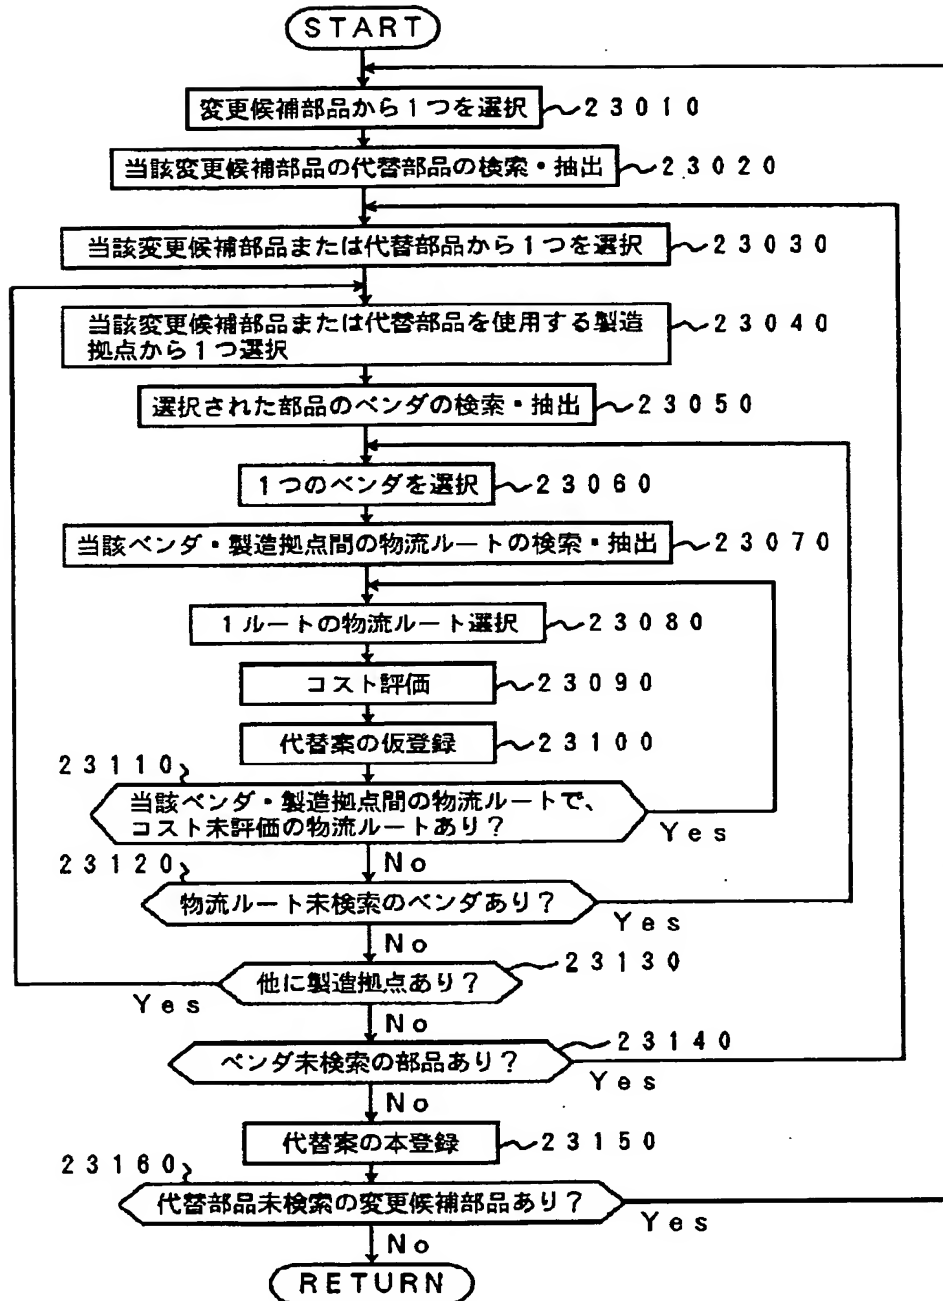 START
変更候補部品から1つを選択
23010
当該変更候補部品の代替部品の検索・抽出
23020
当該変更候補部品または代替部品から1つを選択
23030
当該変更候補部品または代替部品を使用する製造
拠点から1つ選択
23040
選択された部品のベンダの検索・抽出
23050
1つのベンダを選択
23060
当該ベンダ・製造拠点間の物流ルートの検索・抽出
23070
1ルートの物流ルート選択
23080
コスト評価
23090
代替案の仮登録
23100
23110
当該ベンダ・製造拠点間の物流ルートで、
コスト未評価の物流ルートあり?
Yes
No
23120
物流ルート未検索のベンダあり?
Yes
No
他に製造拠点あり?
23130
Yes
No
ベンダ未検索の部品あり?
23140
Yes
No
代替案の本登録
23150
23160
代替部品未検索の変更候補部品あり?
Yes
No
RETURN